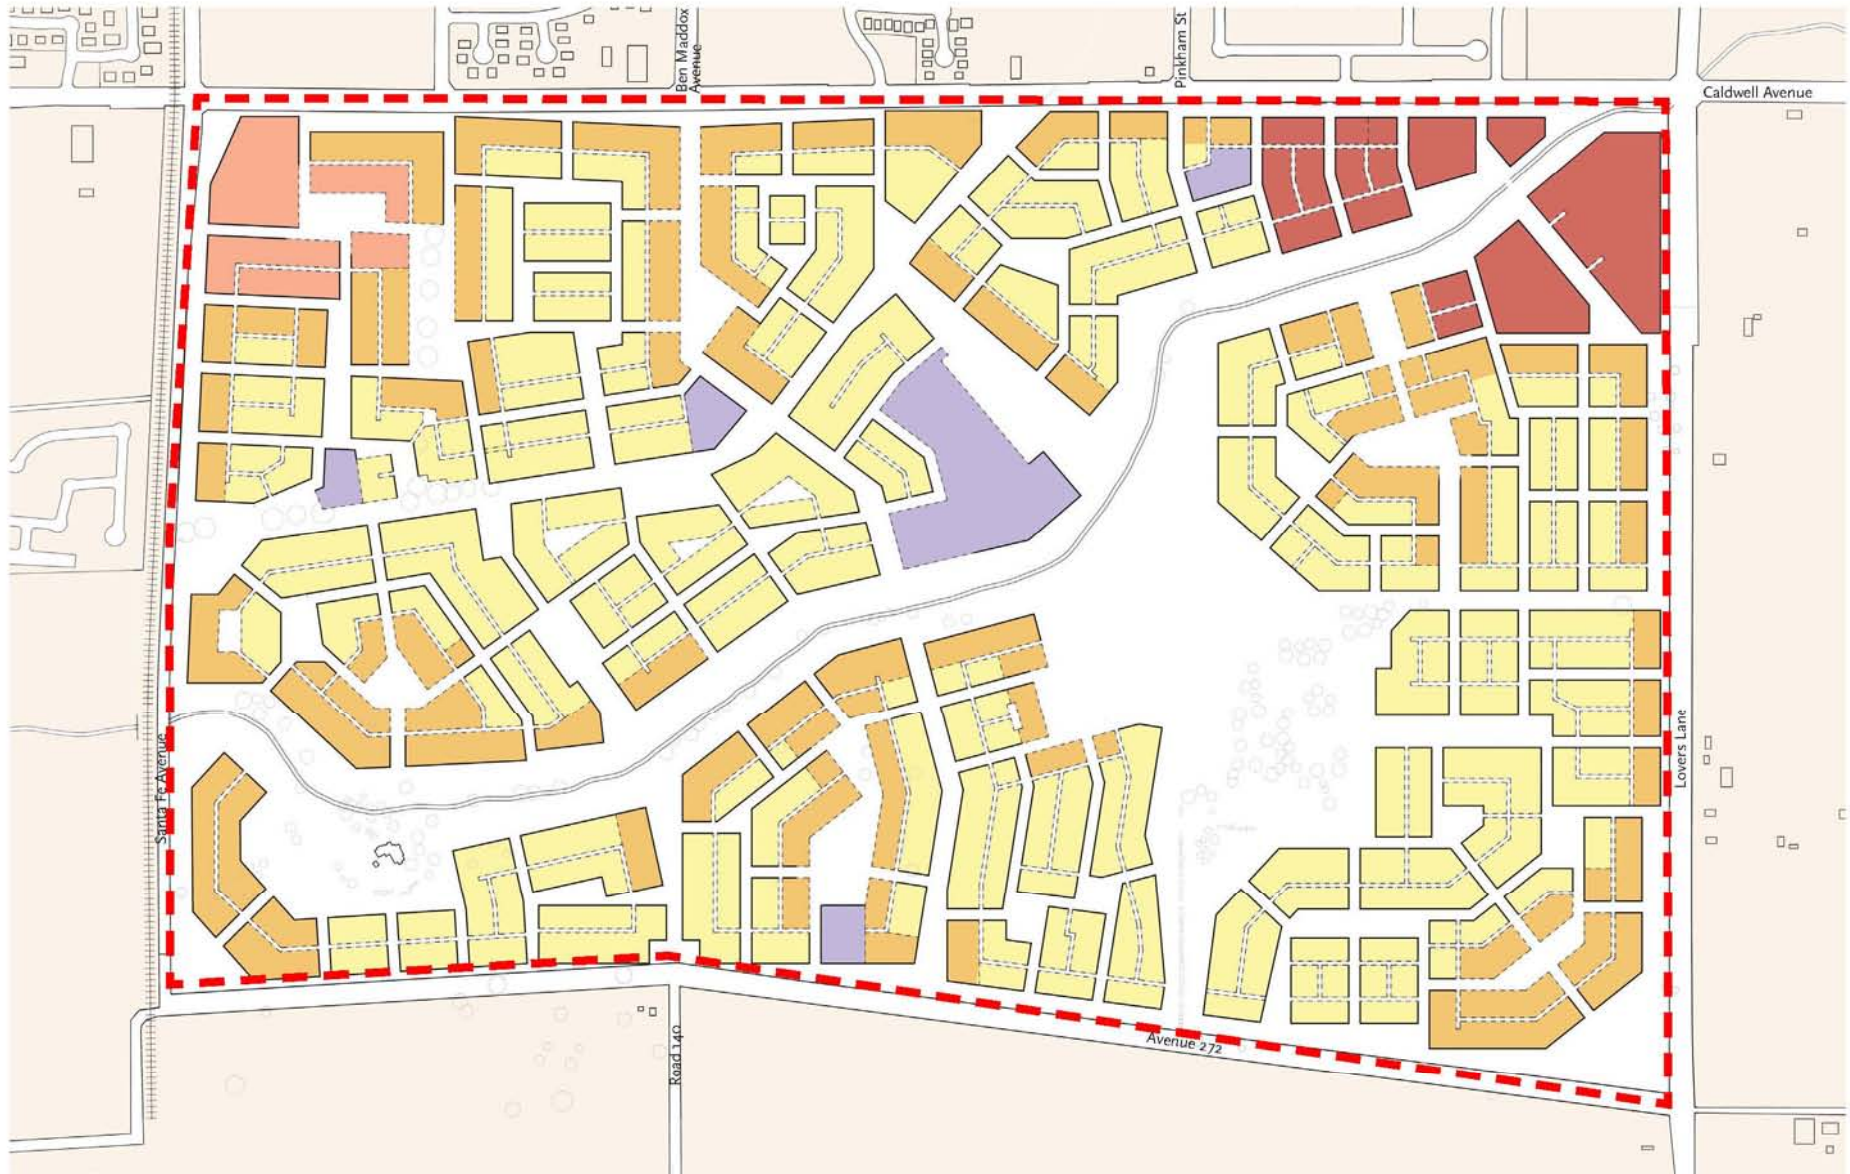 Ben Maddox
Avenue
Pinkham St
Caldwell Avenue
Santa Fe Avenue
Lovers Lane
Road 140
Avenue 272